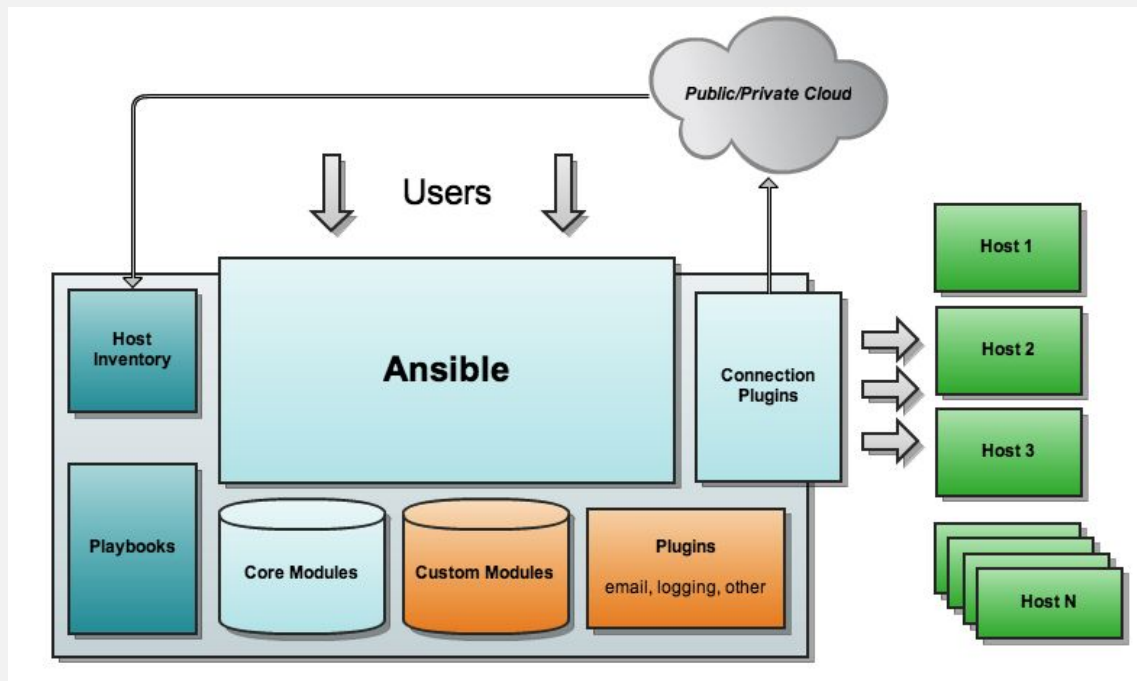 Public/Private Cloud
Users
Host
Inventory
Ansible
Connection
Plugins
Host 1
Host 2
Host 3
Host N
Playbooks
Core Modules
Custom Modules
Plugins
email, logging, other